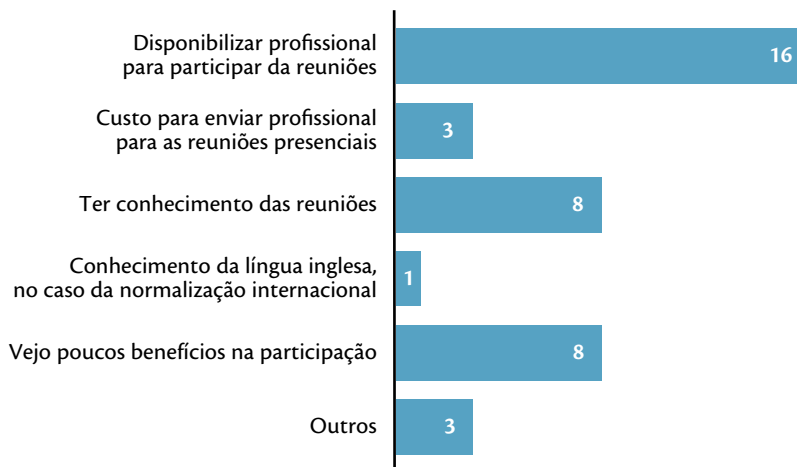 Disponibilizar profissional
para participar da reuniões
16
Custo para enviar profissional
para as reuniões presenciais
3
Ter conhecimento das reuniões
8
Conhecimento da língua inglesa,
no caso da normalização internacional
1
Vejo poucos benefícios na participação
8
Outros
3